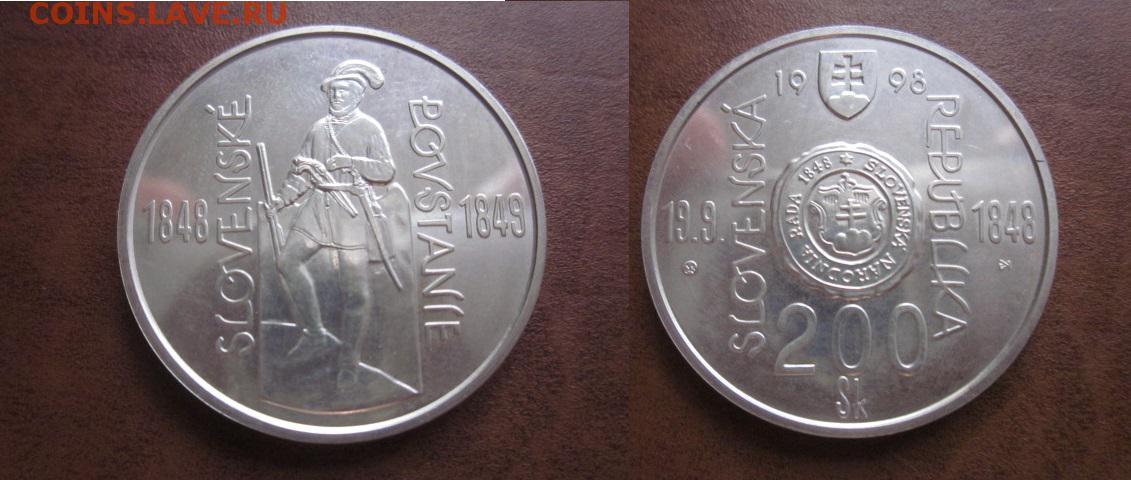 COINS.LAVE.RU
SLOVENSKÉ
POVSTANIE
1848
1849
19 98
SLOVENSKÁ
REPUBLIKA
19.9.
1848
SLOVENSKÁ NÁRODNIA RADA 1848 *
200
Sk